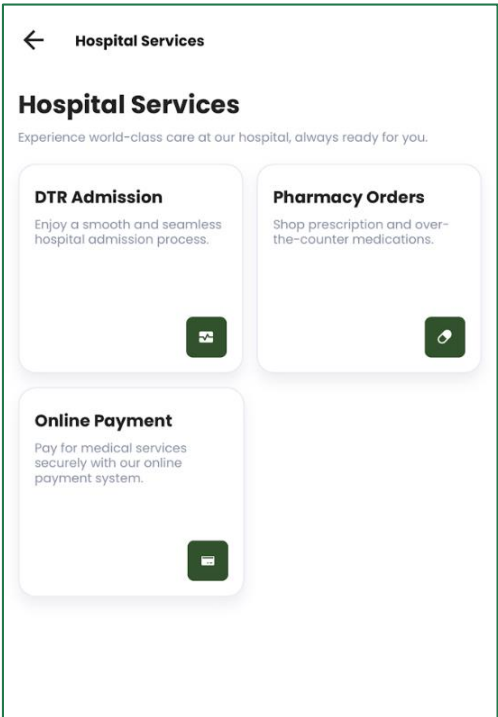 Hospital Services
Hospital Services
Experience world-class care at our hospital, always ready for you.
DTR Admission
Enjoy a smooth and seamless
hospital admission process.
Pharmacy Orders
Shop prescription and over-
the-counter medications.
Online Payment
Pay for medical services
securely with our online
payment system.